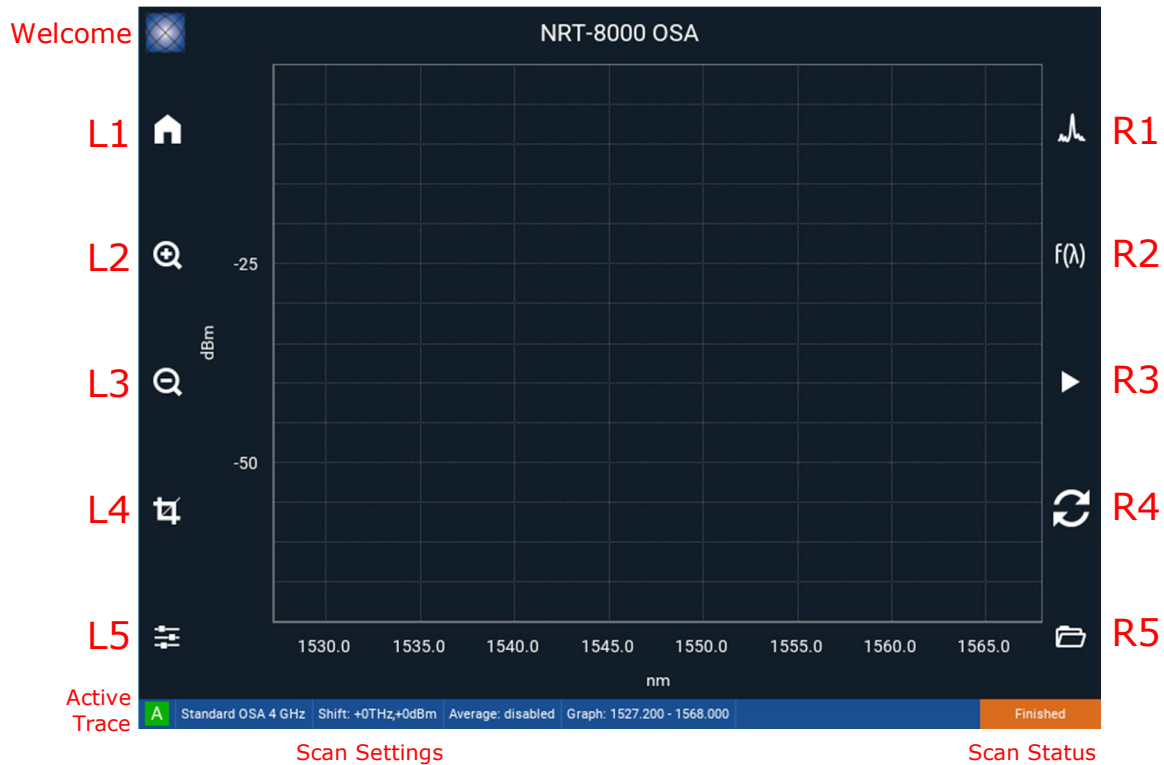 Welcome
NRT-8000 OSA
L1
R1
L2
-25
f(λ)
R2
dBm
L3
R3
-50
L4
R4
L5
R5
1530.0 1535.0 1540.0 1545.0 1550.0 1555.0 1560.0 1565.0
nm
Active
Trace
A Standard OSA 4 GHz Shift: +0THz,+0dBm Average: disabled Graph: 1527.200 - 1568.000 Finished
Scan Settings Scan Status